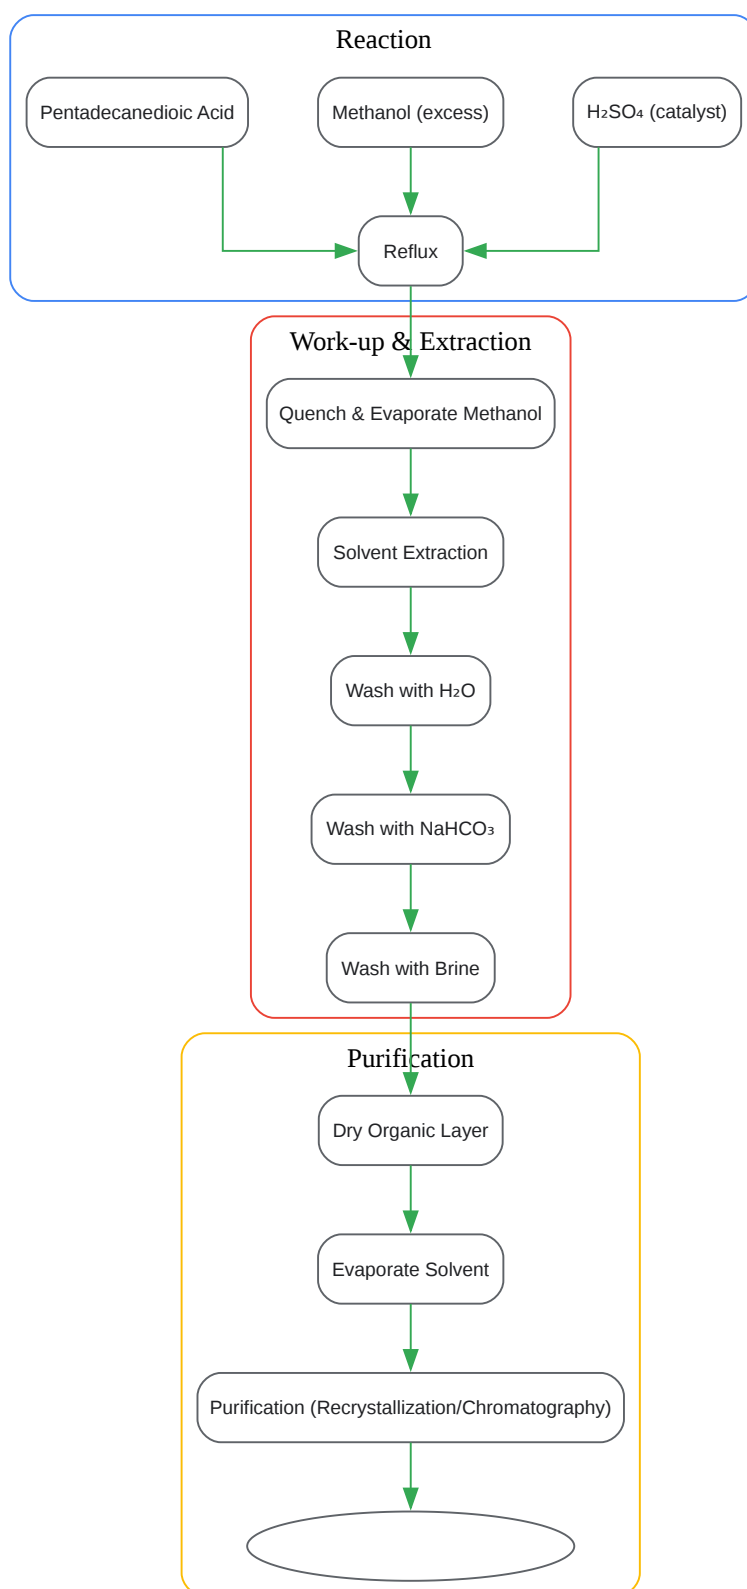 Reaction
Pentadecanedioic Acid
Methanol (excess)
H₂SO₄ (catalyst)
Reflux
Work-up & Extraction
Quench & Evaporate Methanol
Solvent Extraction
Wash with H₂O
Wash with NaHCO₃
Wash with Brine
Purification
Dry Organic Layer
Evaporate Solvent
Purification (Recrystallization/Chromatography)